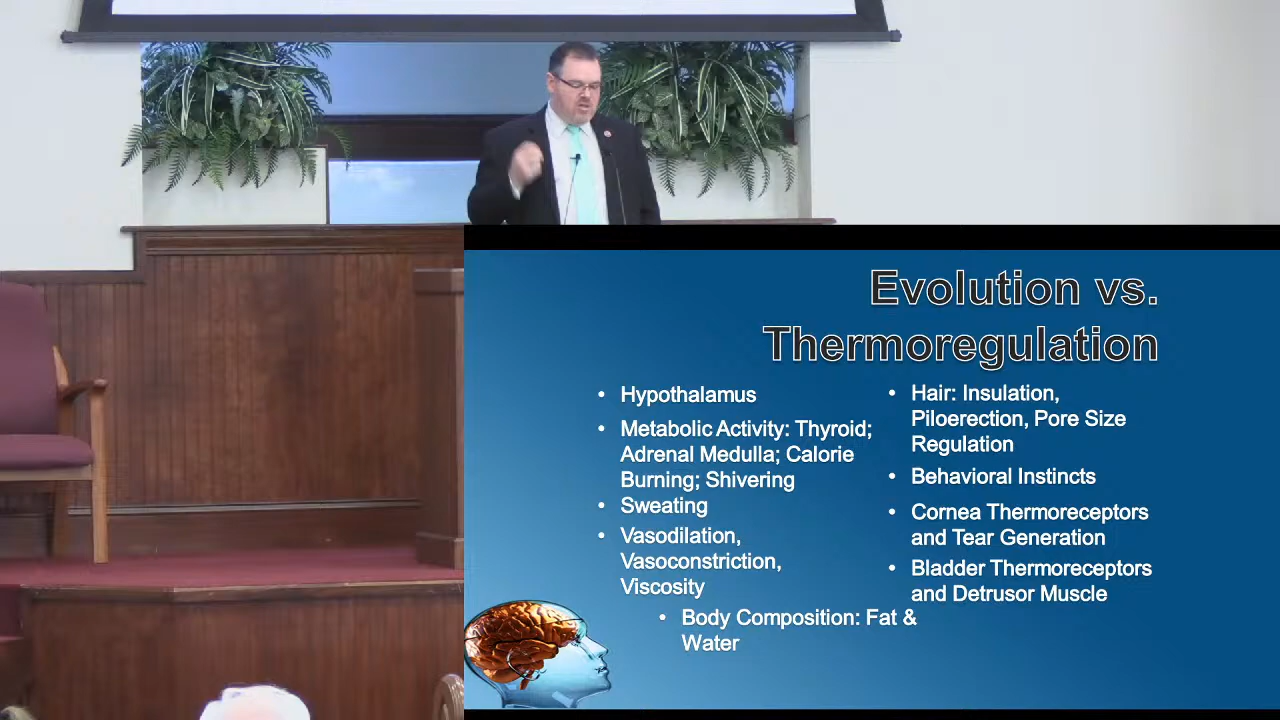 Evolution vs.
Thermoregulation
• Hypothalamus
• Metabolic Activity: Thyroid;
Adrenal Medulla; Calorie
Burning; Shivering
• Sweating
• Vasodilation,
Vasoconstriction,
Viscosity
• Body Composition: Fat &
Water
• Hair: Insulation,
Piloerection, Pore Size
Regulation
• Behavioral Instincts
• Cornea Thermoreceptors
and Tear Generation
• Bladder Thermoreceptors
and Detrusor Muscle